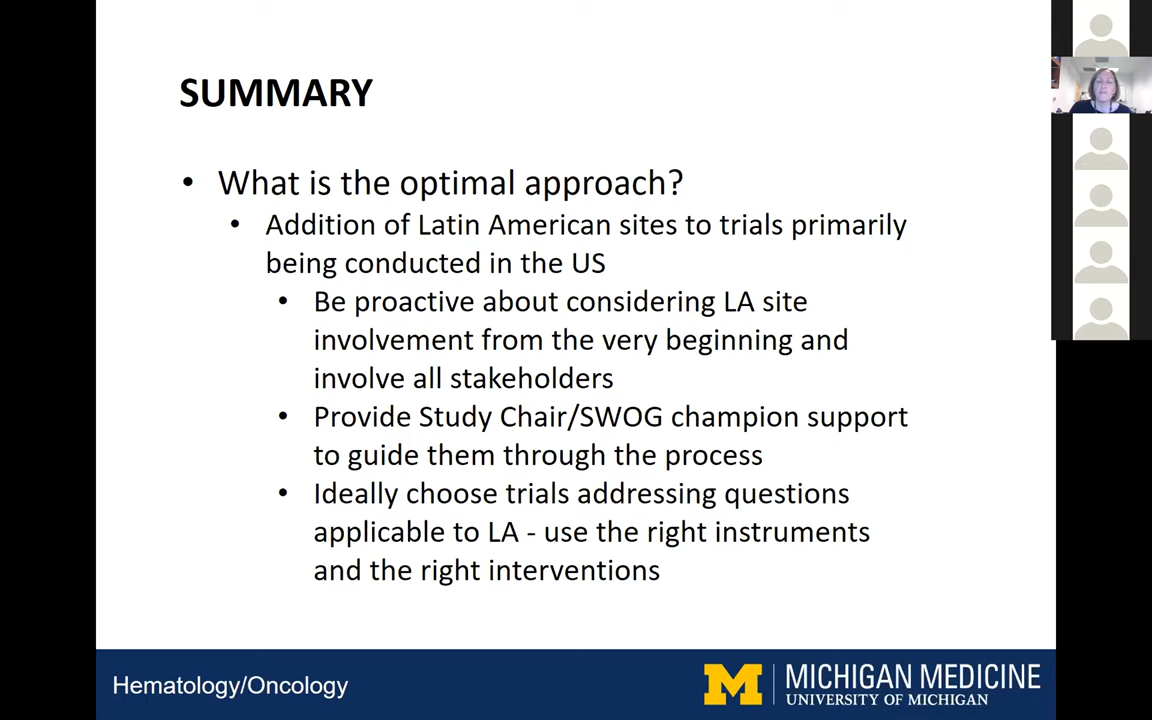 SUMMARY
• What is the optimal approach?
• Addition of Latin American sites to trials primarily
being conducted in the US
• Be proactive about considering LA site
involvement from the very beginning and
involve all stakeholders
• Provide Study Chair/SWOG champion support
to guide them through the process
• Ideally choose trials addressing questions
applicable to LA - use the right instruments
and the right interventions
Hematology/Oncology
M MICHIGAN MEDICINE
UNIVERSITY OF MICHIGAN